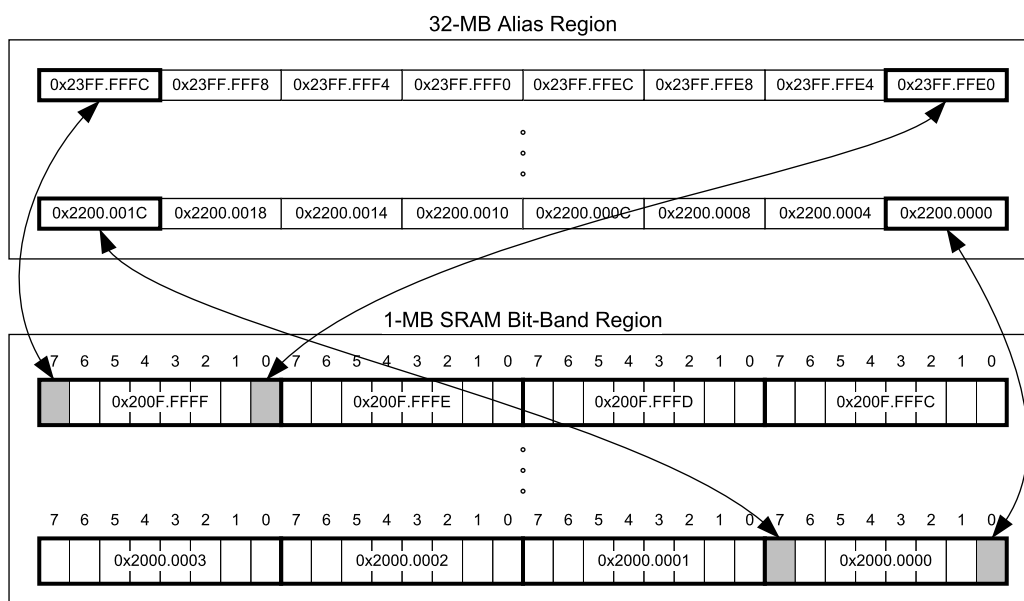 32-MB Alias Region
0x23FF.FFFC 0x23FF.FFF8 0x23FF.FFF4 0x23FF.FFF0 0x23FF.FFEC 0x23FF.FFE8 0x23FF.FFE4 0x23FF.FFE0
0x2200.001C 0x2200.0018 0x2200.0014 0x2200.0010 0x2200.000C 0x2200.0008 0x2200.0004 0x2200.0000
1-MB SRAM Bit-Band Region
7 6 5 4 3 2 1 0 7 6 5 4 3 2 1 0 7 6 5 4 3 2 1 0 7 6 5 4 3 2 1 0
0x200F.FFFF 0x200F.FFFE 0x200F.FFFD 0x200F.FFFC
7 6 5 4 3 2 1 0 7 6 5 4 3 2 1 0 7 6 5 4 3 2 1 0 7 6 5 4 3 2 1 0
0x2000.0003 0x2000.0002 0x2000.0001 0x2000.0000